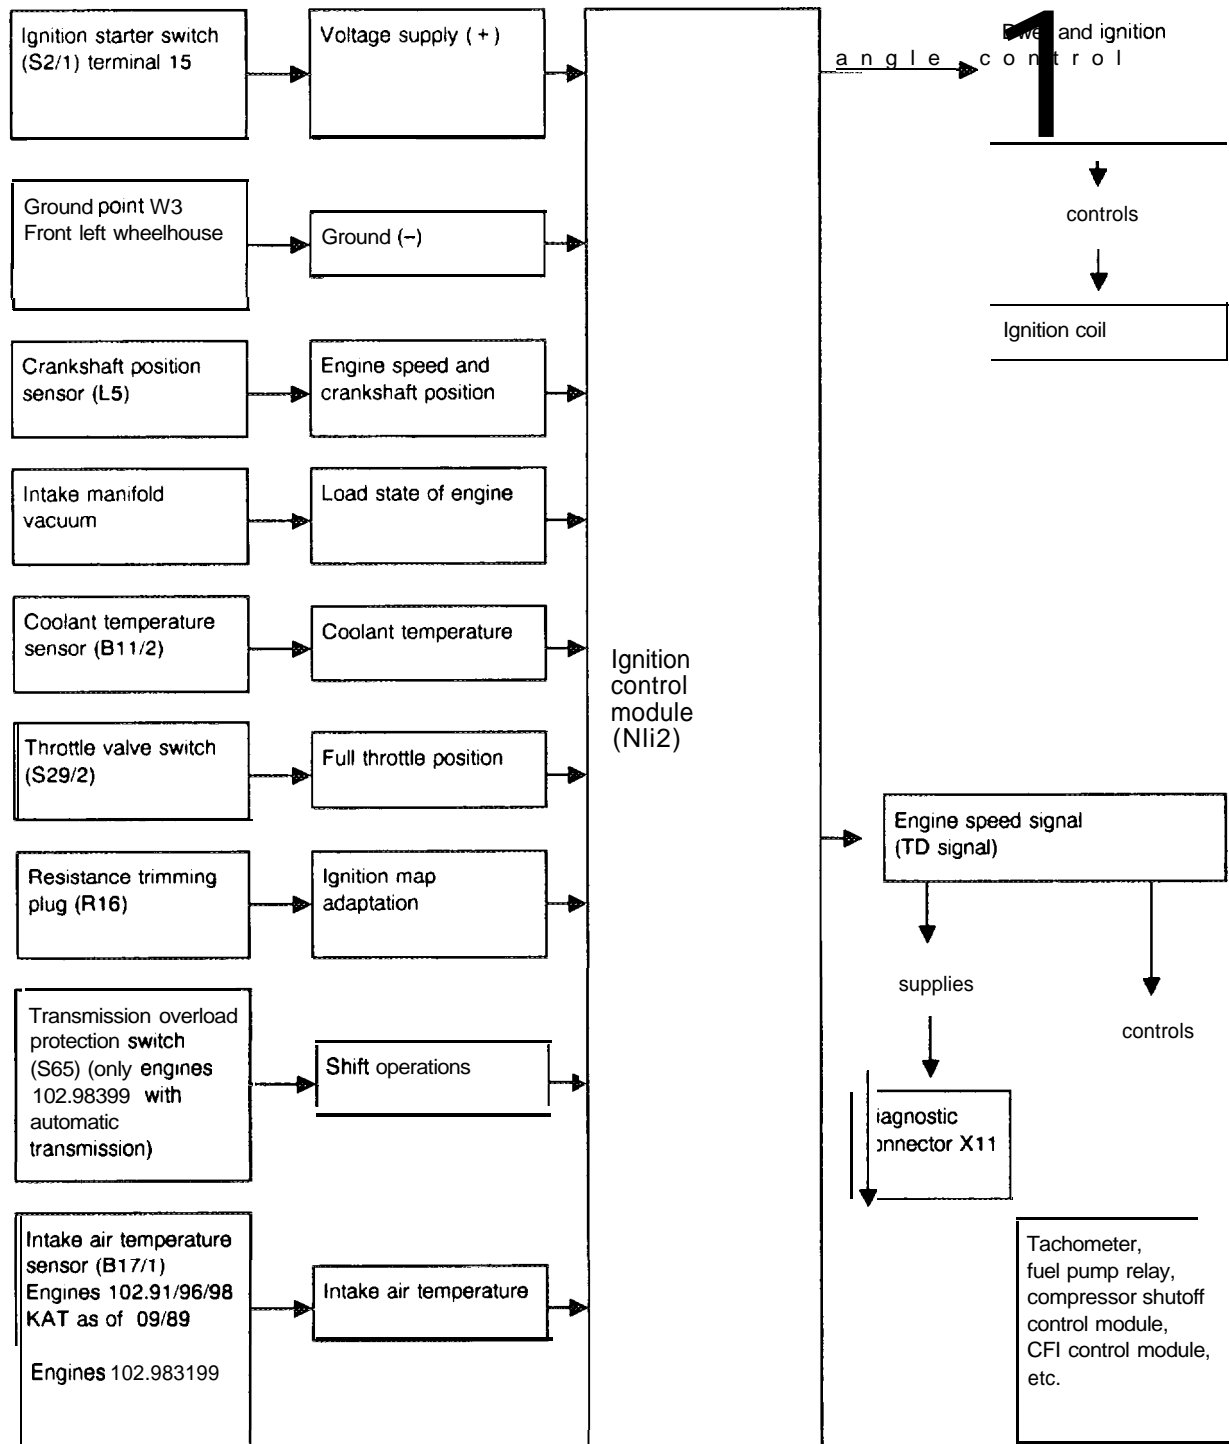 Ignition starter switch
(S2/1) terminal 15
Voltage supply (+)
and ignition
angle control
controls
Ignition coil
Ground point W3
Front left wheelhouse
Ground (–)
Crankshaft position
sensor (L5)
Engine speed and
crankshaft position
Intake manifold
vacuum
Load state of engine
Coolant temperature
sensor (B11/2)
Coolant temperature
Ignition
control
module
(Nli2)
Throttle valve switch
(S29/2)
Full throttle position
Engine speed signal
(TD signal)
Resistance trimming
plug (R16)
Ignition map
adaptation
supplies
controls
Transmission overload
protection switch
(S65) (only engines
102.98399 with
automatic
transmission)
Shift operations
iagnostic
onnector X11
Intake air temperature
sensor (B17/1)
Engines 102.91/96/98
KAT as of 09/89
Engines 102.983199
Intake air temperature
Tachometer,
fuel pump relay,
compressor shutoff
control module,
CFI control module,
etc.